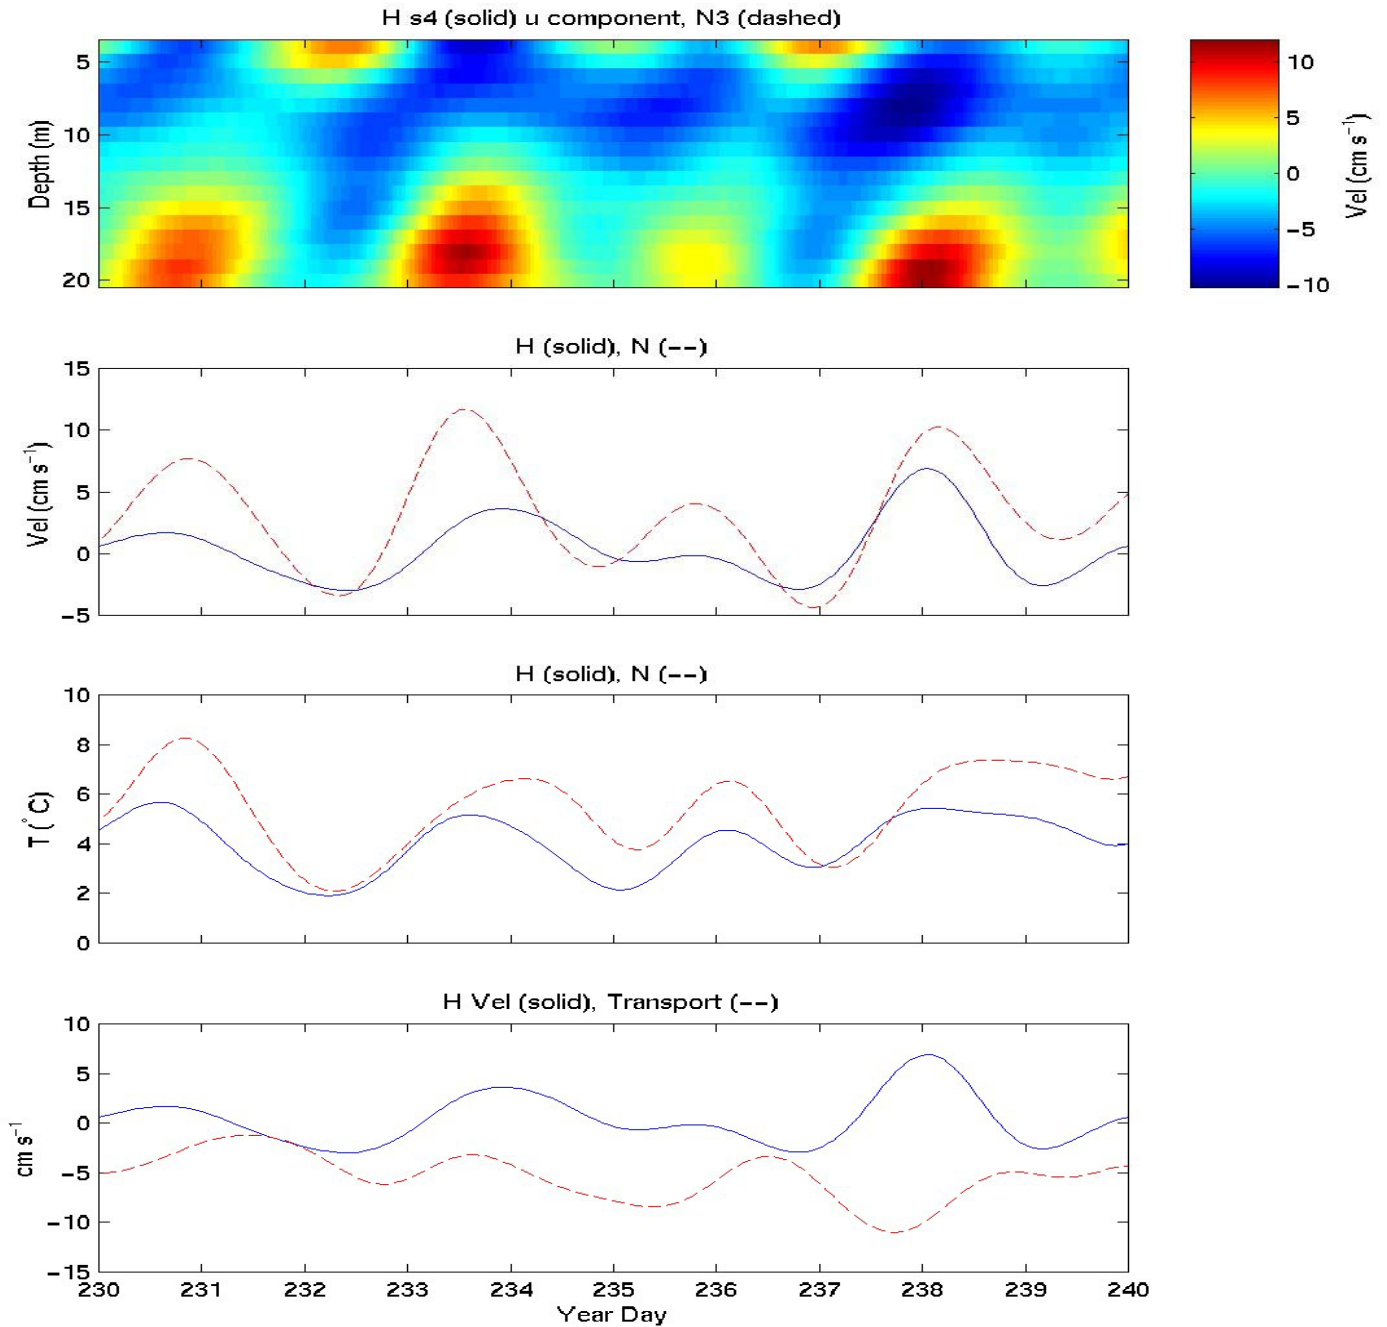 H s4 (solid) u component, N3 (dashed)
5
10
15
20
Depth (m)
10
5
0
−5
−10
Vel (cm s⁻¹)
H (solid), N (−−)
15
10
5
0
−5
Vel (cm s⁻¹)
H (solid), N (−−)
10
8
6
4
2
0
T (°C)
H Vel (solid), Transport (−−)
10
5
0
−5
−10
−15
cm s⁻¹
230 231 232 233 234 235 236 237 238 239 240
Year Day